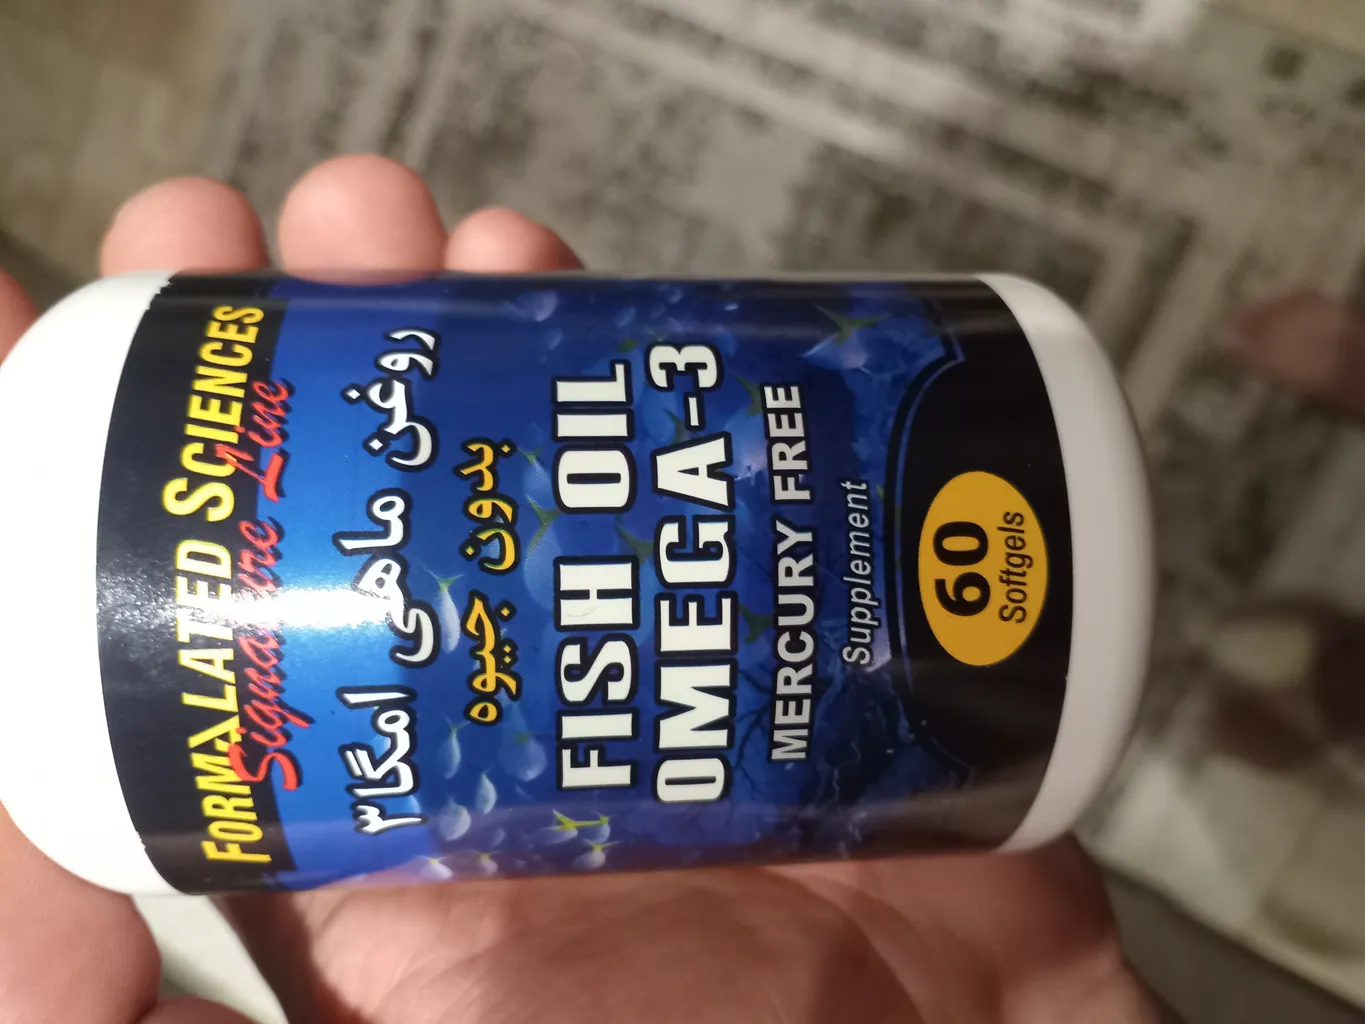 FORMULATED SCIENCES
Signature Line
روغن ماهی امگا۳
بدون جیوه
FISH OIL
OMEGA-3
MERCURY FREE
Supplement
60
Softgels